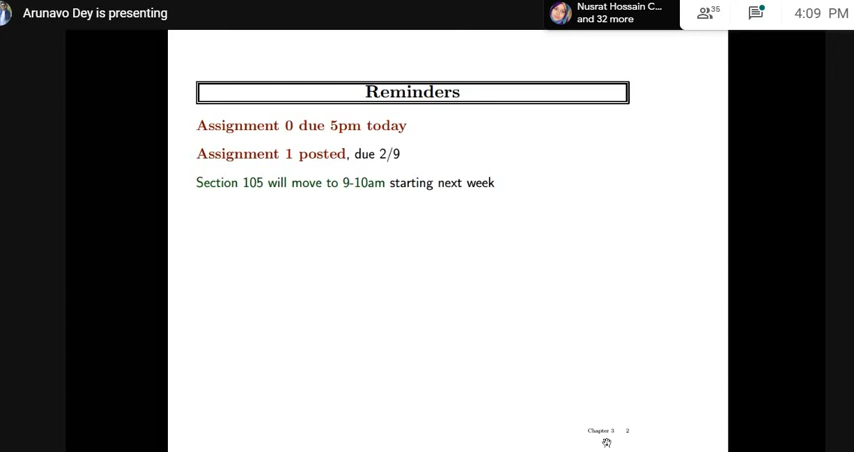 Arunavo Dey is presenting
Nusrat Hossain C...
and 32 more
35
4:09 PM
Reminders
Assignment 0 due 5pm today
Assignment 1 posted, due 2/9
Section 105 will move to 9-10am starting next week
Chapter 3 2